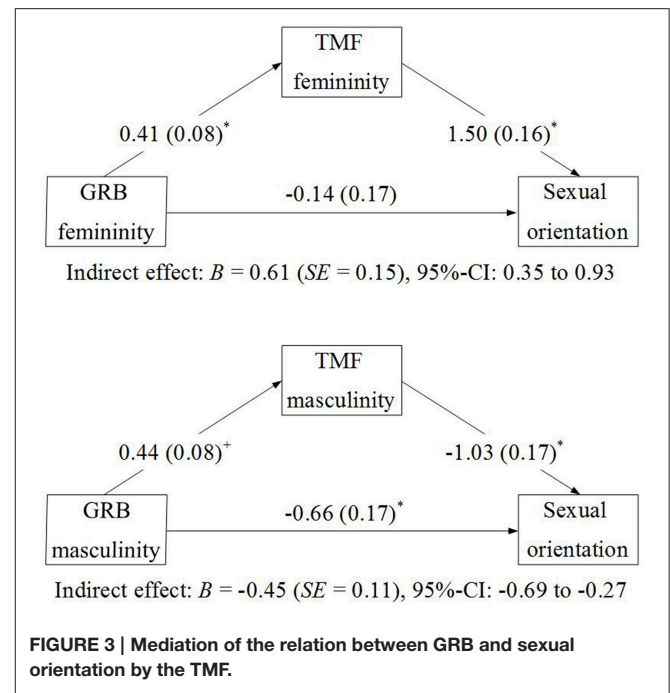 TMF
femininity
0.41 (0.08)*
1.50 (0.16)*
GRB
femininity
-0.14 (0.17)
Sexual
orientation
Indirect effect: B = 0.61 (SE = 0.15), 95%-CI: 0.35 to 0.93
TMF
masculinity
0.44 (0.08)+
-1.03 (0.17)*
GRB
masculinity
-0.66 (0.17)*
Sexual
orientation
Indirect effect: B = -0.45 (SE = 0.11), 95%-CI: -0.69 to -0.27
FIGURE 3 | Mediation of the relation between GRB and sexual
orientation by the TMF.